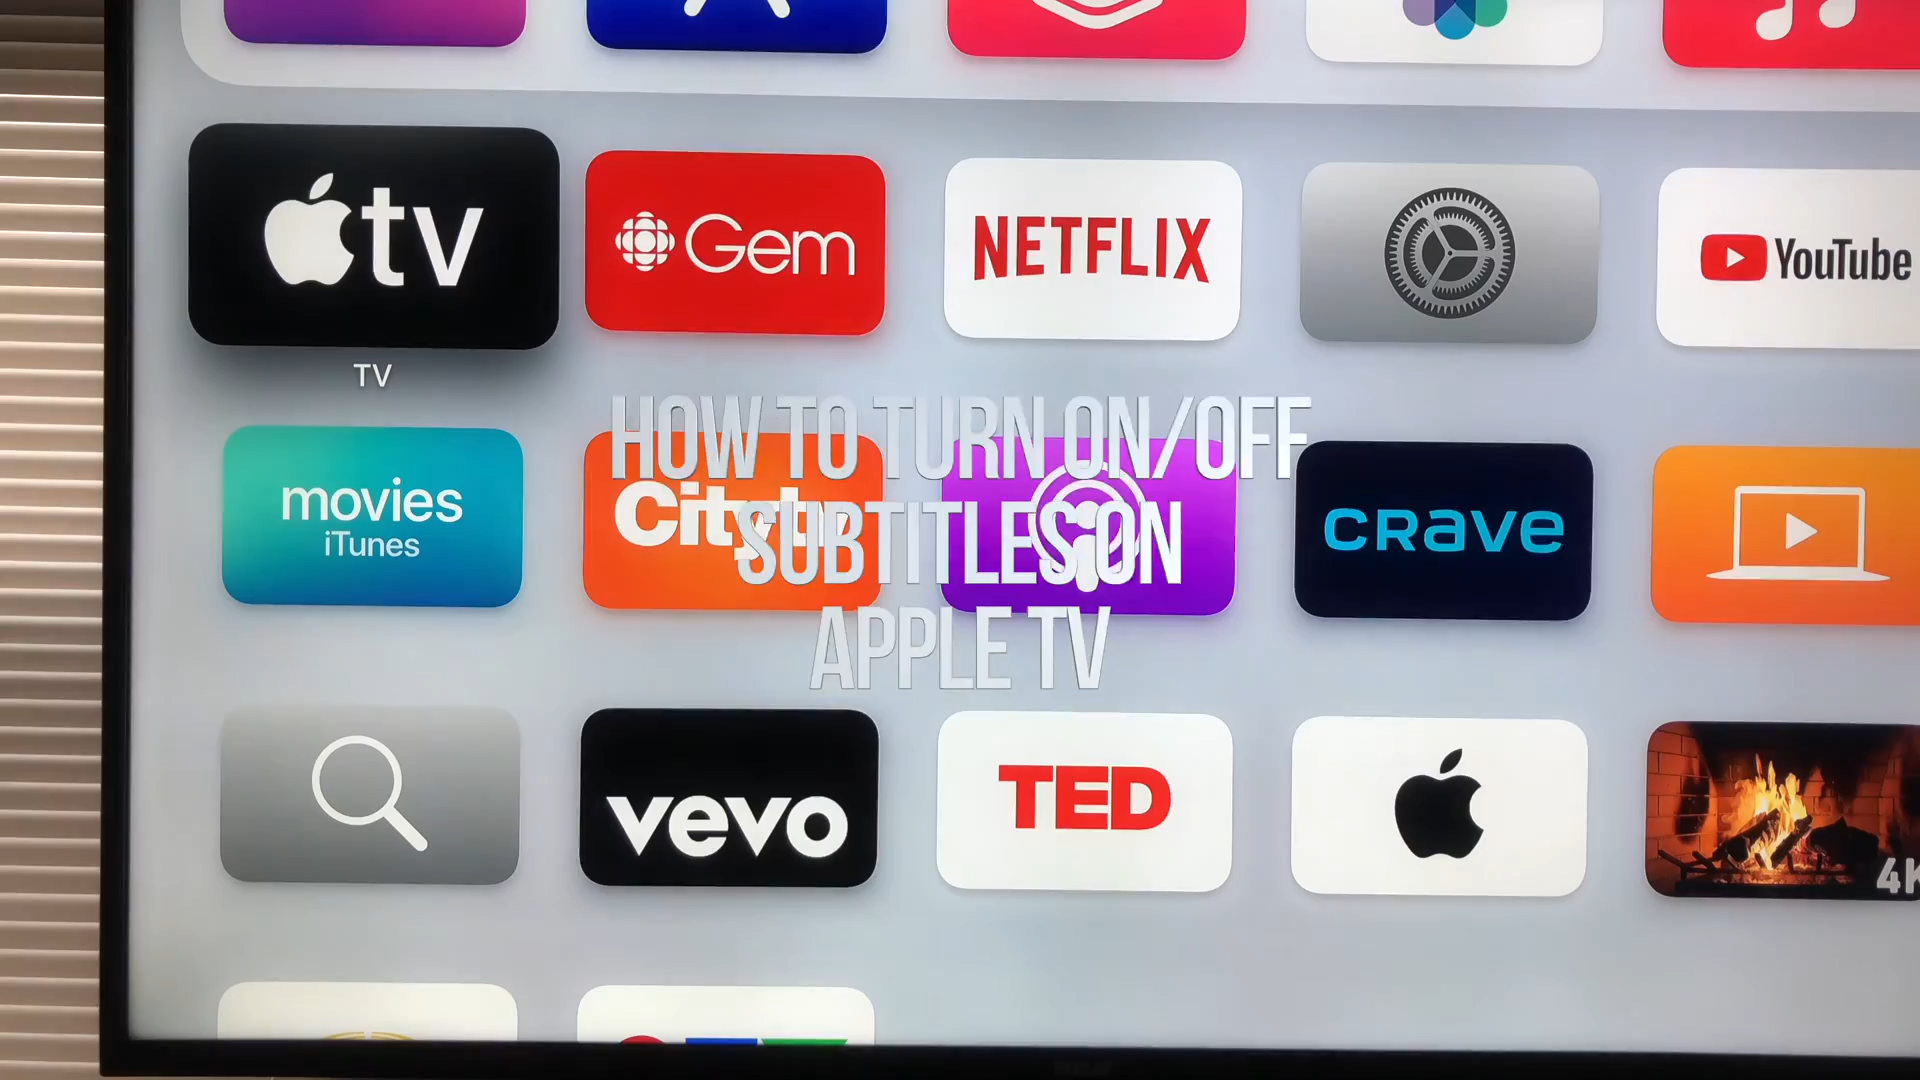 tv
Gem
NETFLIX
YouTube
TV
HOW TO TURN ON/OFF
SUBTITLES ON
APPLE TV
movies
iTunes
Citytv
CRAVE
vevo
TED
4K